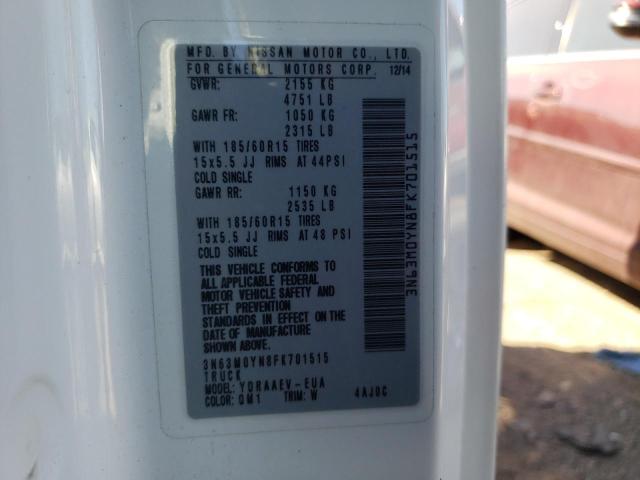 MFD. BY NISSAN MOTOR CO., LTD.
FOR GENERAL MOTORS CORP. 12/14
GVWR: 2155 KG
4751 LB
GAWR FR: 1050 KG
2315 LB
WITH 185/60R15 TIRES
15x5.5 JJ RIMS AT 44PSI
COLD SINGLE
GAWR RR: 1150 KG
2535 LB
WITH 185/60R15 TIRES
15x5.5 JJ RIMS AT 48 PSI
COLD SINGLE
THIS VEHICLE CONFORMS TO
ALL APPLICABLE FEDERAL
MOTOR VEHICLE SAFETY AND
THEFT PREVENTION
STANDARDS IN EFFECT ON THE
DATE OF MANUFACTURE
SHOWN ABOVE.
3N63M0YN8FK701515
TRUCK
MODEL: YQRAAEV-EUA
COLOR: QM1 TRIM: W 4AJ0C
3N63M0YN8FK701515